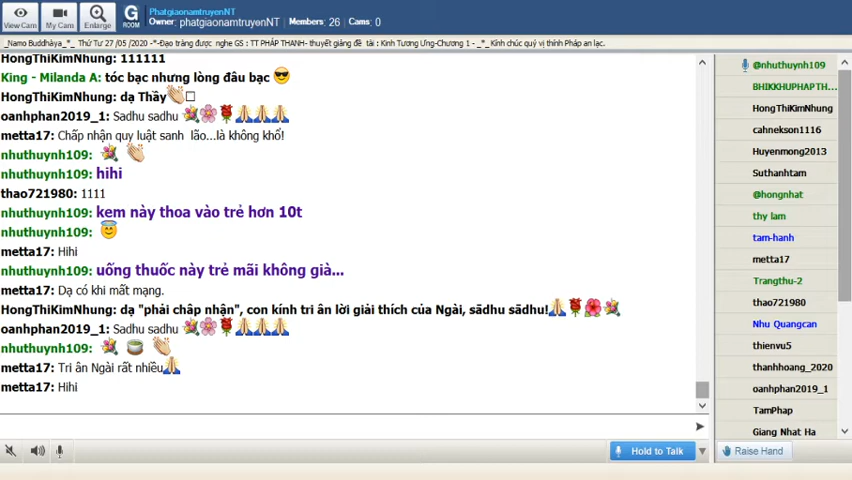 View Cam
My Cam
Enlarge
G
ROOM
Room: PhatgiaonamtruyenNT
Owner: phatgiaonamtruyenNT Members: 26 Cams: 0
_Namo Buddhàya_*_ Thứ Tư 27 /05 /2020 -*-Đạo tràng được nghe GS : TT PHÁP THANH- thuyết giảng đề tài : Kinh Tương Ưng-Chương 1 - _*_ Kính chúc quý vị thính Pháp an lạc.
HongThiKimNhung: 111111
King - Milanda A: tóc bạc nhưng lòng đâu bạc
HongThiKimNhung: dạ Thầy
oanhphan2019_1: Sadhu sadhu
metta17: Chấp nhận quy luật sanh lão...là không khổ!
nhuthuynh109:
nhuthuynh109: hihi
thao721980: 1111
nhuthuynh109: kem này thoa vào trẻ hơn 10t
nhuthuynh109:
metta17: Hihi
nhuthuynh109: uống thuốc này trẻ mãi không già...
metta17: Dạ có khi mất mạng.
HongThiKimNhung: dạ "phải châp nhận", con kính tri ân lời giải thích của Ngài, sādhu sādhu!
oanhphan2019_1: Sadhu sadhu
nhuthuynh109:
metta17: Tri ân Ngài rất nhiều
metta17: Hihi
Hold to Talk
@nhuthuynh109
BHIKKHUPHAPTH...
HongThiKimNhung
cahnekson1116
Huyenmong2013
Suthanhtam
@hongnhat
thy lam
tam-hanh
metta17
Trangthu-2
thao721980
Nhu Quangcan
thienvu5
thanhhoang_2020
oanhphan2019_1
TamPhap
Giang Nhat Ha
Raise Hand